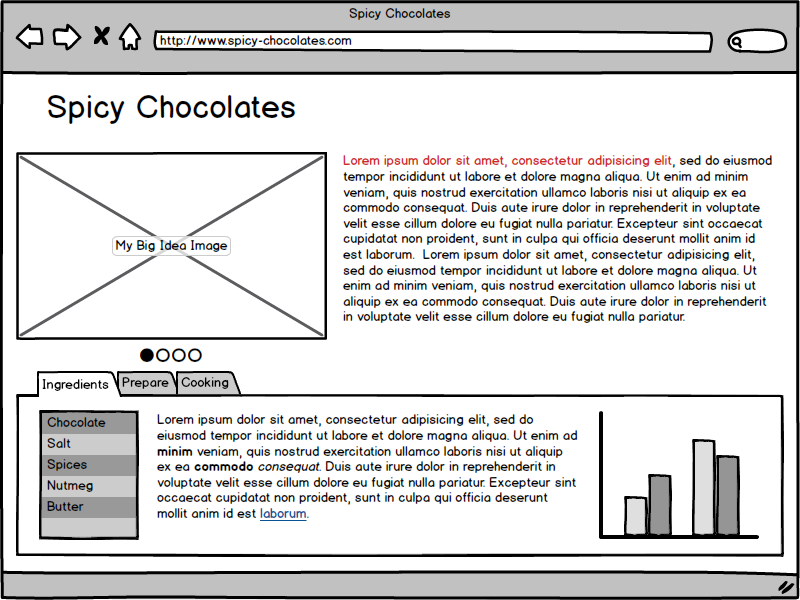 Spicy Chocolates
http://www.spicy-chocolates.com
Spicy Chocolates
My Big Idea Image
Lorem ipsum dolor sit amet, consectetur adipisicing elit, sed do eiusmod
tempor incididunt ut labore et dolore magna aliqua. Ut enim ad minim
veniam, quis nostrud exercitation ullamco laboris nisi ut aliquip ex ea
commodo consequat. Duis aute irure dolor in reprehenderit in voluptate
velit esse cillum dolore eu fugiat nulla pariatur. Excepteur sint occaecat
cupidatat non proident, sunt in culpa qui officia deserunt mollit anim id
est laborum.  Lorem ipsum dolor sit amet, consectetur adipisicing elit,
sed do eiusmod tempor incididunt ut labore et dolore magna aliqua. Ut
enim ad minim veniam, quis nostrud exercitation ullamco laboris nisi ut
aliquip ex ea commodo consequat. Duis aute irure dolor in reprehenderit
in voluptate velit esse cillum dolore eu fugiat nulla pariatur.
Ingredients
Prepare
Cooking
Chocolate
Salt
Spices
Nutmeg
Butter
Lorem ipsum dolor sit amet, consectetur adipisicing elit, sed do
eiusmod tempor incididunt ut labore et dolore magna aliqua. Ut enim ad
minim veniam, quis nostrud exercitation ullamco laboris nisi ut aliquip
ex ea commodo consequat. Duis aute irure dolor in reprehenderit in
voluptate velit esse cillum dolore eu fugiat nulla pariatur. Excepteur sint
occaecat cupidatat non proident, sunt in culpa qui officia deserunt
mollit anim id est laborum.